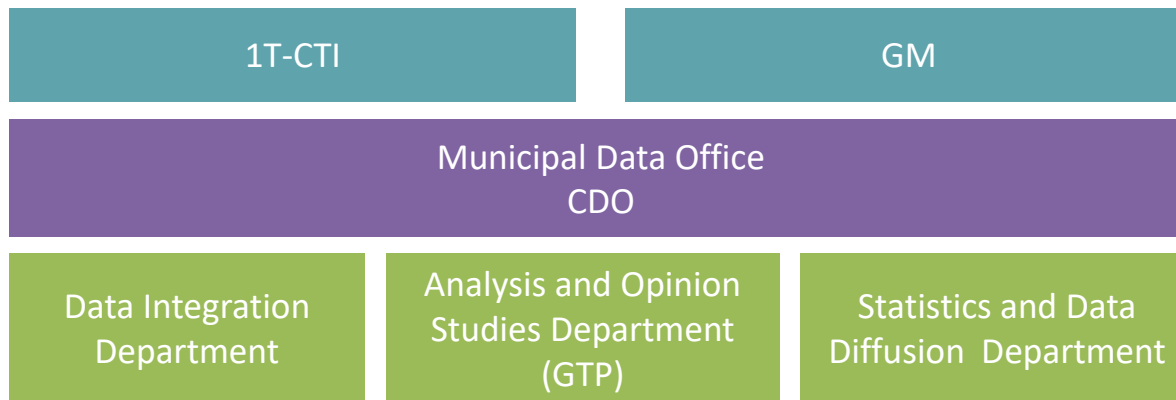 1T-CTI
GM
Municipal Data Office
CDO
Data Integration
Department
Analysis and Opinion
Studies Department
(GTP)
Statistics and Data
Diffusion Department